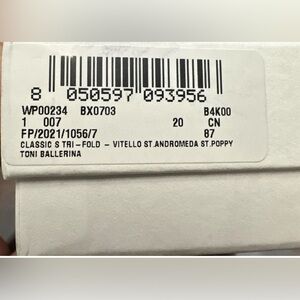 8 050597 093956
WP00234 BX0703 B4K00
1 007 20 CN
FP/2021/1056/7 87
CLASSIC S TRI-FOLD - VITELLO ST.ANDROMEDA ST.POPPY
TONI BALLERINA